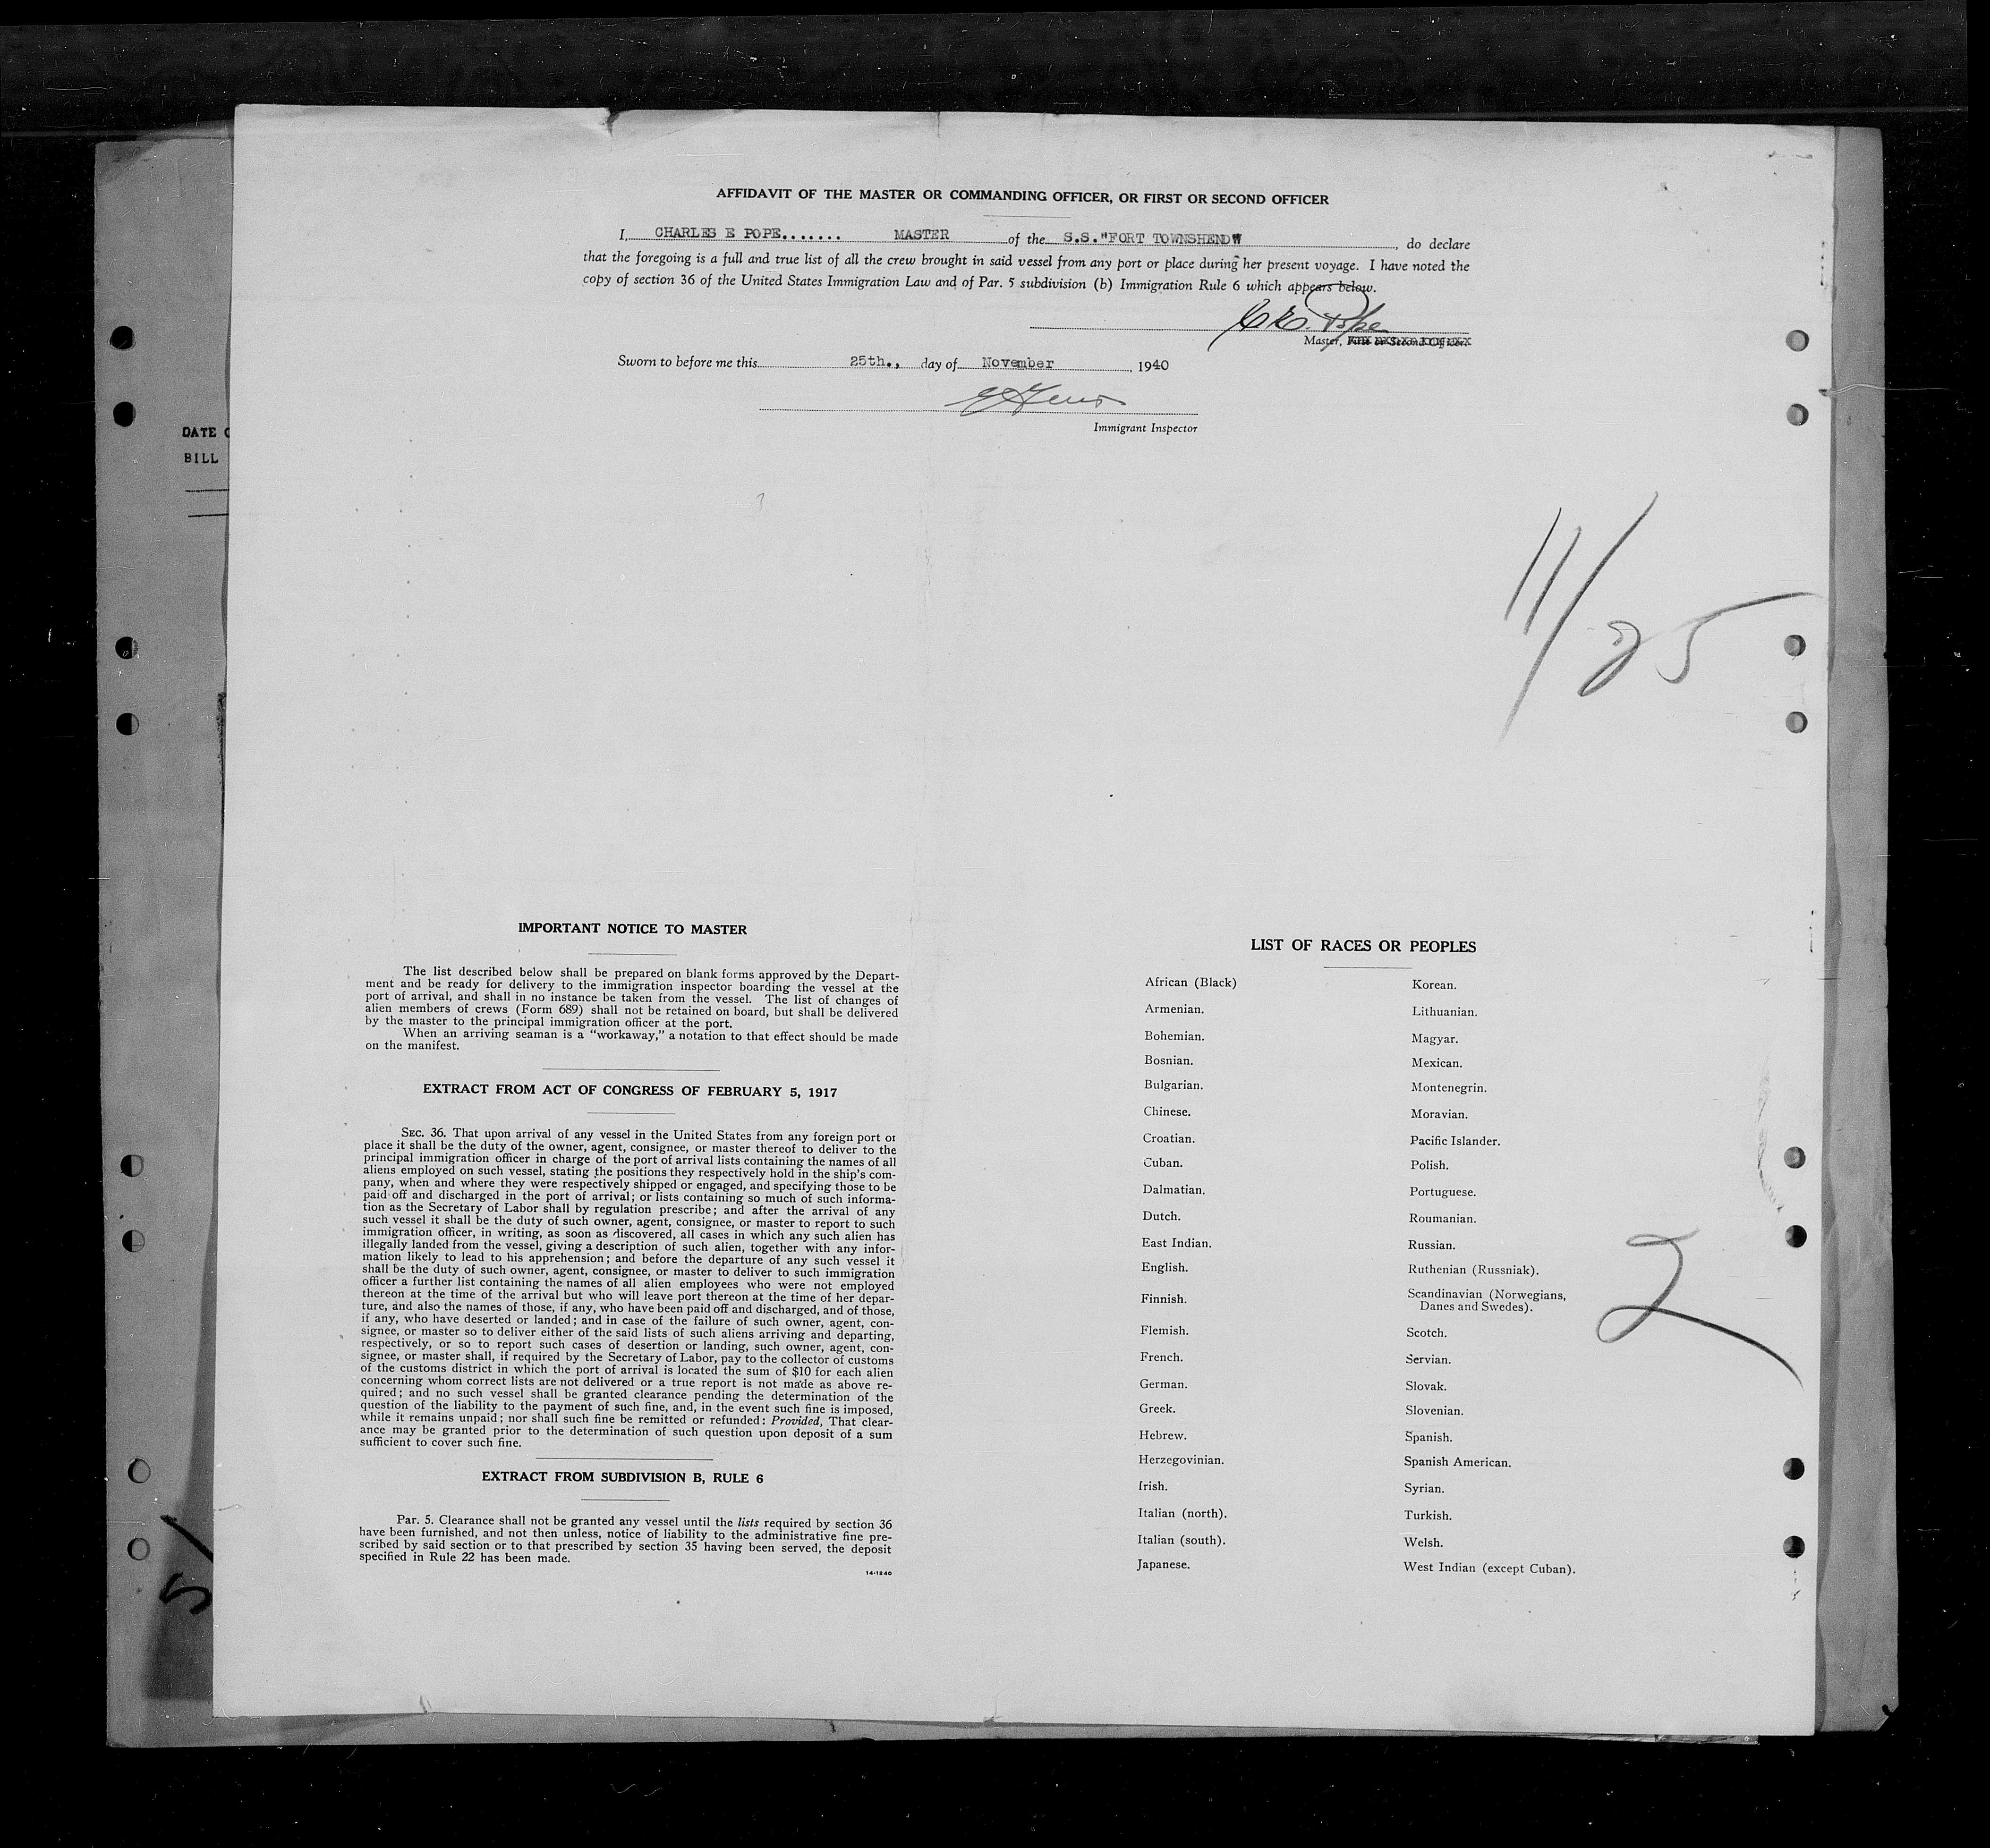 AFFIDAVIT OF THE MASTER OR COMMANDING OFFICER, OR FIRST OR SECOND OFFICER
I, CHARLES E POPE....... MASTER of the S.S."FORT TOWNSHEND", do declare
that the foregoing is a full and true list of all the crew brought in said vessel from any port or place during her present voyage. I have noted the
copy of section 36 of the United States Immigration Law and of Par. 5 subdivision (b) Immigration Rule 6 which appears below.
C E. Pope
Master, First or Second Officer.
Sworn to before me this 25th., day of November, 1940
Immigrant Inspector
DATE
BILL
11/25
IMPORTANT NOTICE TO MASTER
The list described below shall be prepared on blank forms approved by the Depart-
ment and be ready for delivery to the immigration inspector boarding the vessel at the
port of arrival, and shall in no instance be taken from the vessel. The list of changes of
alien members of crews (Form 689) shall not be retained on board, but shall be delivered
by the master to the principal immigration officer at the port.
When an arriving seaman is a "workaway," a notation to that effect should be made
on the manifest.
EXTRACT FROM ACT OF CONGRESS OF FEBRUARY 5, 1917
SEC. 36. That upon arrival of any vessel in the United States from any foreign port or
place it shall be the duty of the owner, agent, consignee, or master thereof to deliver to the
principal immigration officer in charge of the port of arrival lists containing the names of all
aliens employed on such vessel, stating the positions they respectively hold in the ship's com-
pany, when and where they were respectively shipped or engaged, and specifying those to be
paid off and discharged in the port of arrival; or lists containing so much of such informa-
tion as the Secretary of Labor shall by regulation prescribe; and after the arrival of any
such vessel it shall be the duty of such owner, agent, consignee, or master to report to such
immigration officer, in writing, as soon as discovered, all cases in which any such alien has
illegally landed from the vessel, giving a description of such alien, together with any infor-
mation likely to lead to his apprehension; and before the departure of any such vessel it
shall be the duty of such owner, agent, consignee, or master to deliver to such immigration
officer a further list containing the names of all alien employees who were not employed
thereon at the time of the arrival but who will leave port thereon at the time of her depar-
ture, and also the names of those, if any, who have been paid off and discharged, and of those,
if any, who have deserted or landed; and in case of the failure of such owner, agent, con-
signee, or master so to deliver either of the said lists of such aliens arriving and departing,
respectively, or so to report such cases of desertion or landing, such owner, agent, con-
signee, or master shall, if required by the Secretary of Labor, pay to the collector of customs
of the customs district in which the port of arrival is located the sum of $10 for each alien
concerning whom correct lists are not delivered or a true report is not made as above re-
quired; and no such vessel shall be granted clearance pending the determination of the
question of the liability to the payment of such fine, and, in the event such fine is imposed,
while it remains unpaid; nor shall such fine be remitted or refunded: Provided, That clear-
ance may be granted prior to the determination of such question upon deposit of a sum
sufficient to cover such fine.
EXTRACT FROM SUBDIVISION B, RULE 6
Par. 5. Clearance shall not be granted any vessel until the lists required by section 36
have been furnished, and not then unless, notice of liability to the administrative fine pre-
scribed by said section or to that prescribed by section 35 having been served, the deposit
specified in Rule 22 has been made.
14-1240
LIST OF RACES OR PEOPLES
African (Black)
Armenian.
Bohemian.
Bosnian.
Bulgarian.
Chinese.
Croatian.
Cuban.
Dalmatian.
Dutch.
East Indian.
English.
Finnish.
Flemish.
French.
German.
Greek.
Hebrew.
Herzegovinian.
Irish.
Italian (north).
Italian (south).
Japanese.
Korean.
Lithuanian.
Magyar.
Mexican.
Montenegrin.
Moravian.
Pacific Islander.
Polish.
Portuguese.
Roumanian.
Russian.
Ruthenian (Russniak).
Scandinavian (Norwegians,
Danes and Swedes).
Scotch.
Servian.
Slovak.
Slovenian.
Spanish.
Spanish American.
Syrian.
Turkish.
Welsh.
West Indian (except Cuban).
2